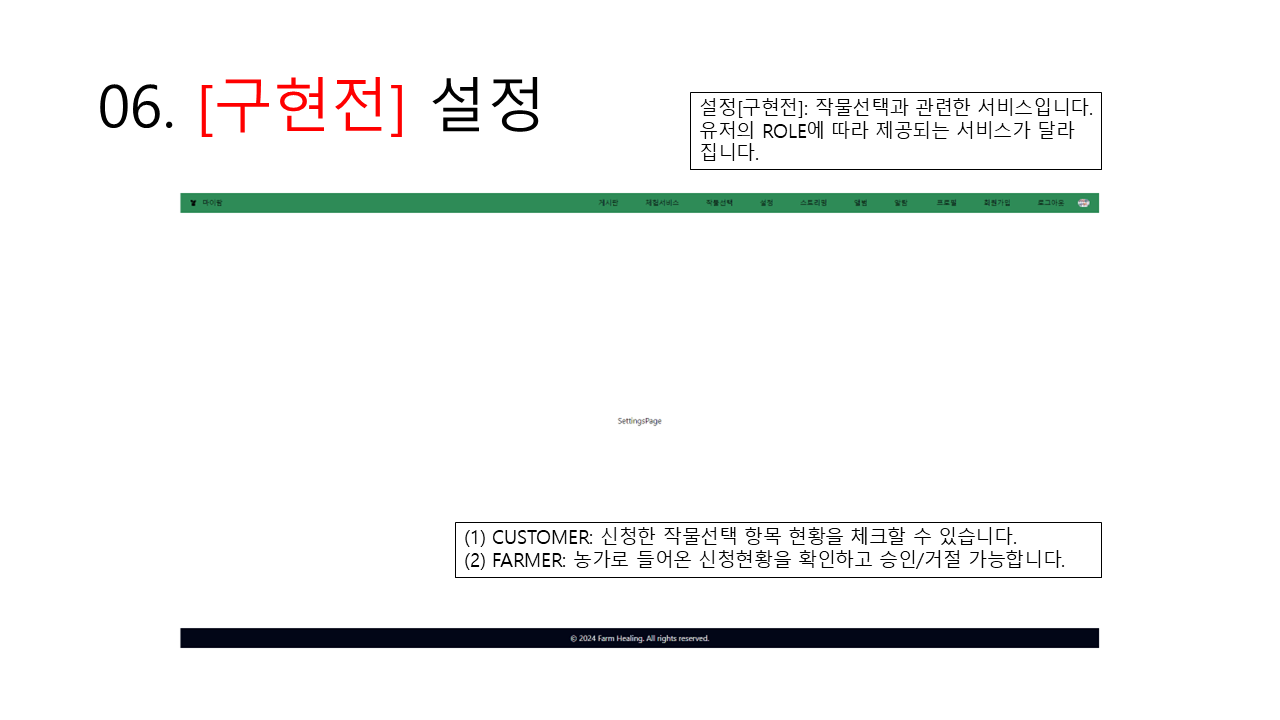 06. [구현전] 설정
설정[구현전]: 작물선택과 관련한 서비스입니다.
유저의 ROLE에 따라 제공되는 서비스가 달라
집니다.
마이팜 게시판 체험서비스 작물선택 설정 스토리필 앨범 알람 프로필 회원가입 로그아웃
SettingsPage
(1) CUSTOMER: 신청한 작물선택 항목 현황을 체크할 수 있습니다.
(2) FARMER: 농가로 들어온 신청현황을 확인하고 승인/거절 가능합니다.
© 2024 Farm Healing. All rights reserved.